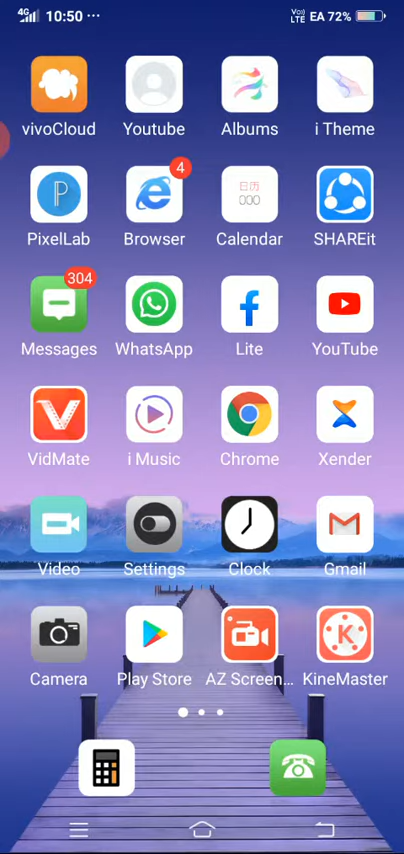 4G 10:50 ··· Vo)) LTE EA 72%
vivoCloud Youtube Albums i Theme
4
日历
PixelLab Browser Calendar SHAREit
304
Messages WhatsApp Lite YouTube
VidMate i Music Chrome Xender
Video Settings Clock Gmail
K
Camera Play Store AZ Screen... KineMaster